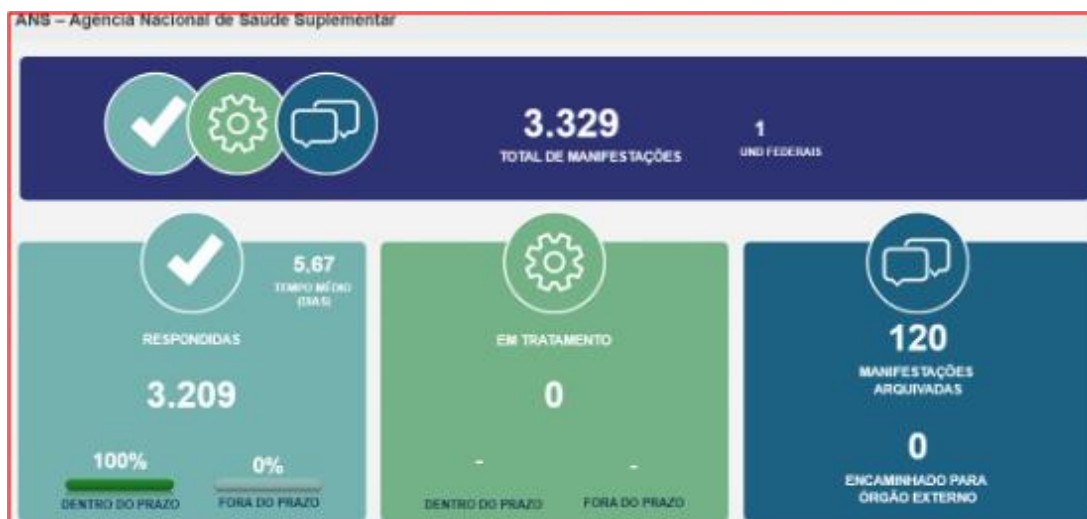 ANS – Agência Nacional de Saúde Suplementar
3.329
TOTAL DE MANIFESTAÇÕES
1
UND FEDERAIS
5,67
TEMPO MÉDIO
(DIAS)
RESPONDIDAS
3.209
100%
DENTRO DO PRAZO
0%
FORA DO PRAZO
EM TRATAMENTO
0
-
DENTRO DO PRAZO
-
FORA DO PRAZO
120
MANIFESTAÇÕES
ARQUIVADAS
0
ENCAMINHADO PARA
ÓRGÃO EXTERNO